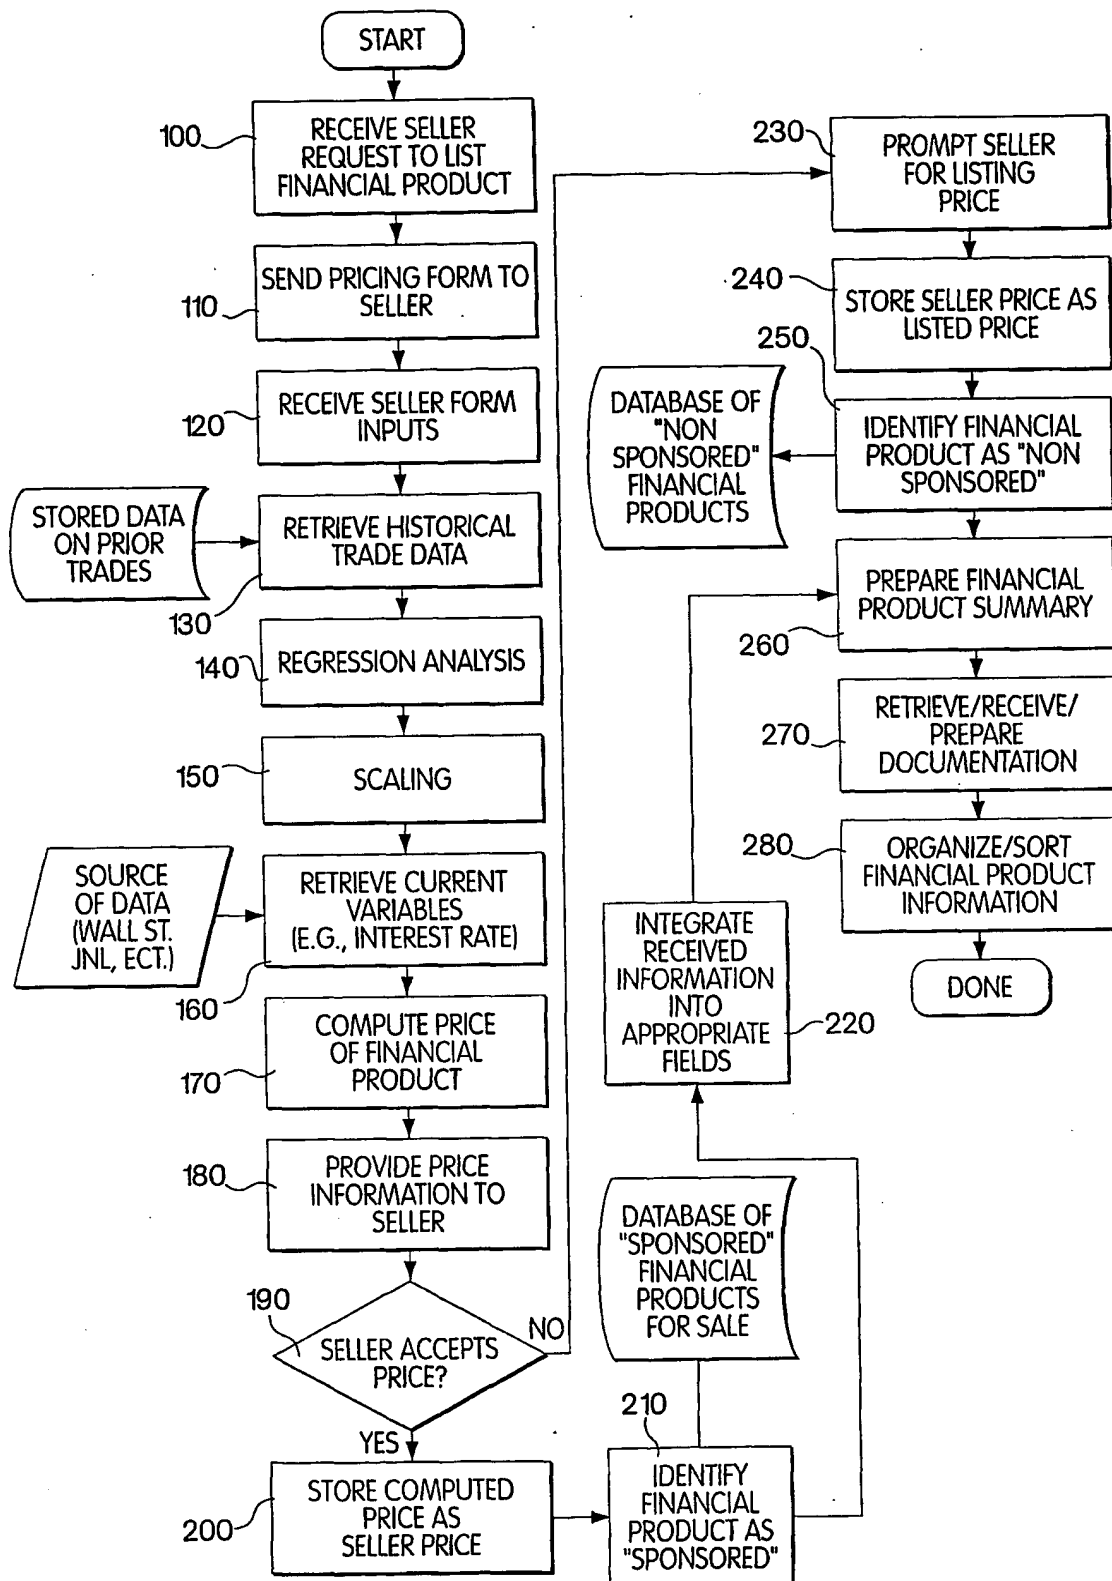 START
100
RECEIVE SELLER
REQUEST TO LIST
FINANCIAL PRODUCT
110
SEND PRICING FORM TO
SELLER
120
RECEIVE SELLER FORM
INPUTS
STORED DATA
ON PRIOR
TRADES
RETRIEVE HISTORICAL
TRADE DATA
130
140
REGRESSION ANALYSIS
150
SCALING
SOURCE
OF DATA
(WALL ST.
JNL, ECT.)
RETRIEVE CURRENT
VARIABLES
(E.G., INTEREST RATE)
160
COMPUTE PRICE
OF FINANCIAL
PRODUCT
170
180
PROVIDE PRICE
INFORMATION TO
SELLER
190
SELLER ACCEPTS
PRICE?
NO
YES
200
STORE COMPUTED
PRICE AS
SELLER PRICE
210
IDENTIFY
FINANCIAL
PRODUCT AS
"SPONSORED"
DATABASE OF
"SPONSORED"
FINANCIAL
PRODUCTS
FOR SALE
INTEGRATE
RECEIVED
INFORMATION
INTO
APPROPRIATE
FIELDS
220
230
PROMPT SELLER
FOR LISTING
PRICE
240
STORE SELLER PRICE AS
LISTED PRICE
250
IDENTIFY FINANCIAL
PRODUCT AS "NON
SPONSORED"
DATABASE OF
"NON
SPONSORED"
FINANCIAL
PRODUCTS
PREPARE FINANCIAL
PRODUCT SUMMARY
260
270
RETRIEVE/RECEIVE/
PREPARE
DOCUMENTATION
280
ORGANIZE/SORT
FINANCIAL PRODUCT
INFORMATION
DONE